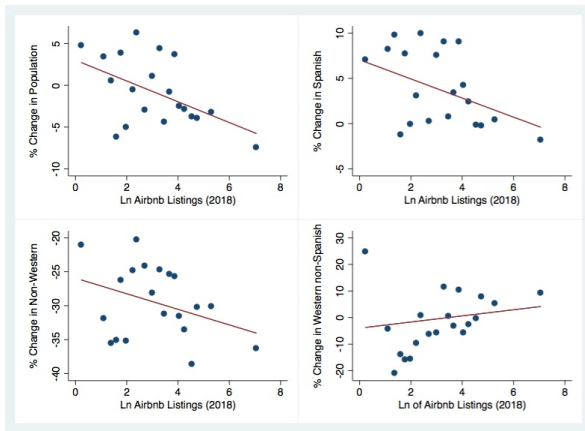 % Change in Population
5
0
-5
-10
0 2 4 6 8
Ln Airbnb Listings (2018)
% Change in Spanish
10
5
0
-5
0 2 4 6 8
Ln Airbnb Listings (2018)
% Change in Non-Western
-20
-25
-30
-35
-40
0 2 4 6 8
Ln Airbnb Listings (2018)
% Change in Western non-Spanish
30
20
10
0
-10
-20
0 2 4 6 8
Ln of Airbnb Listings (2018)